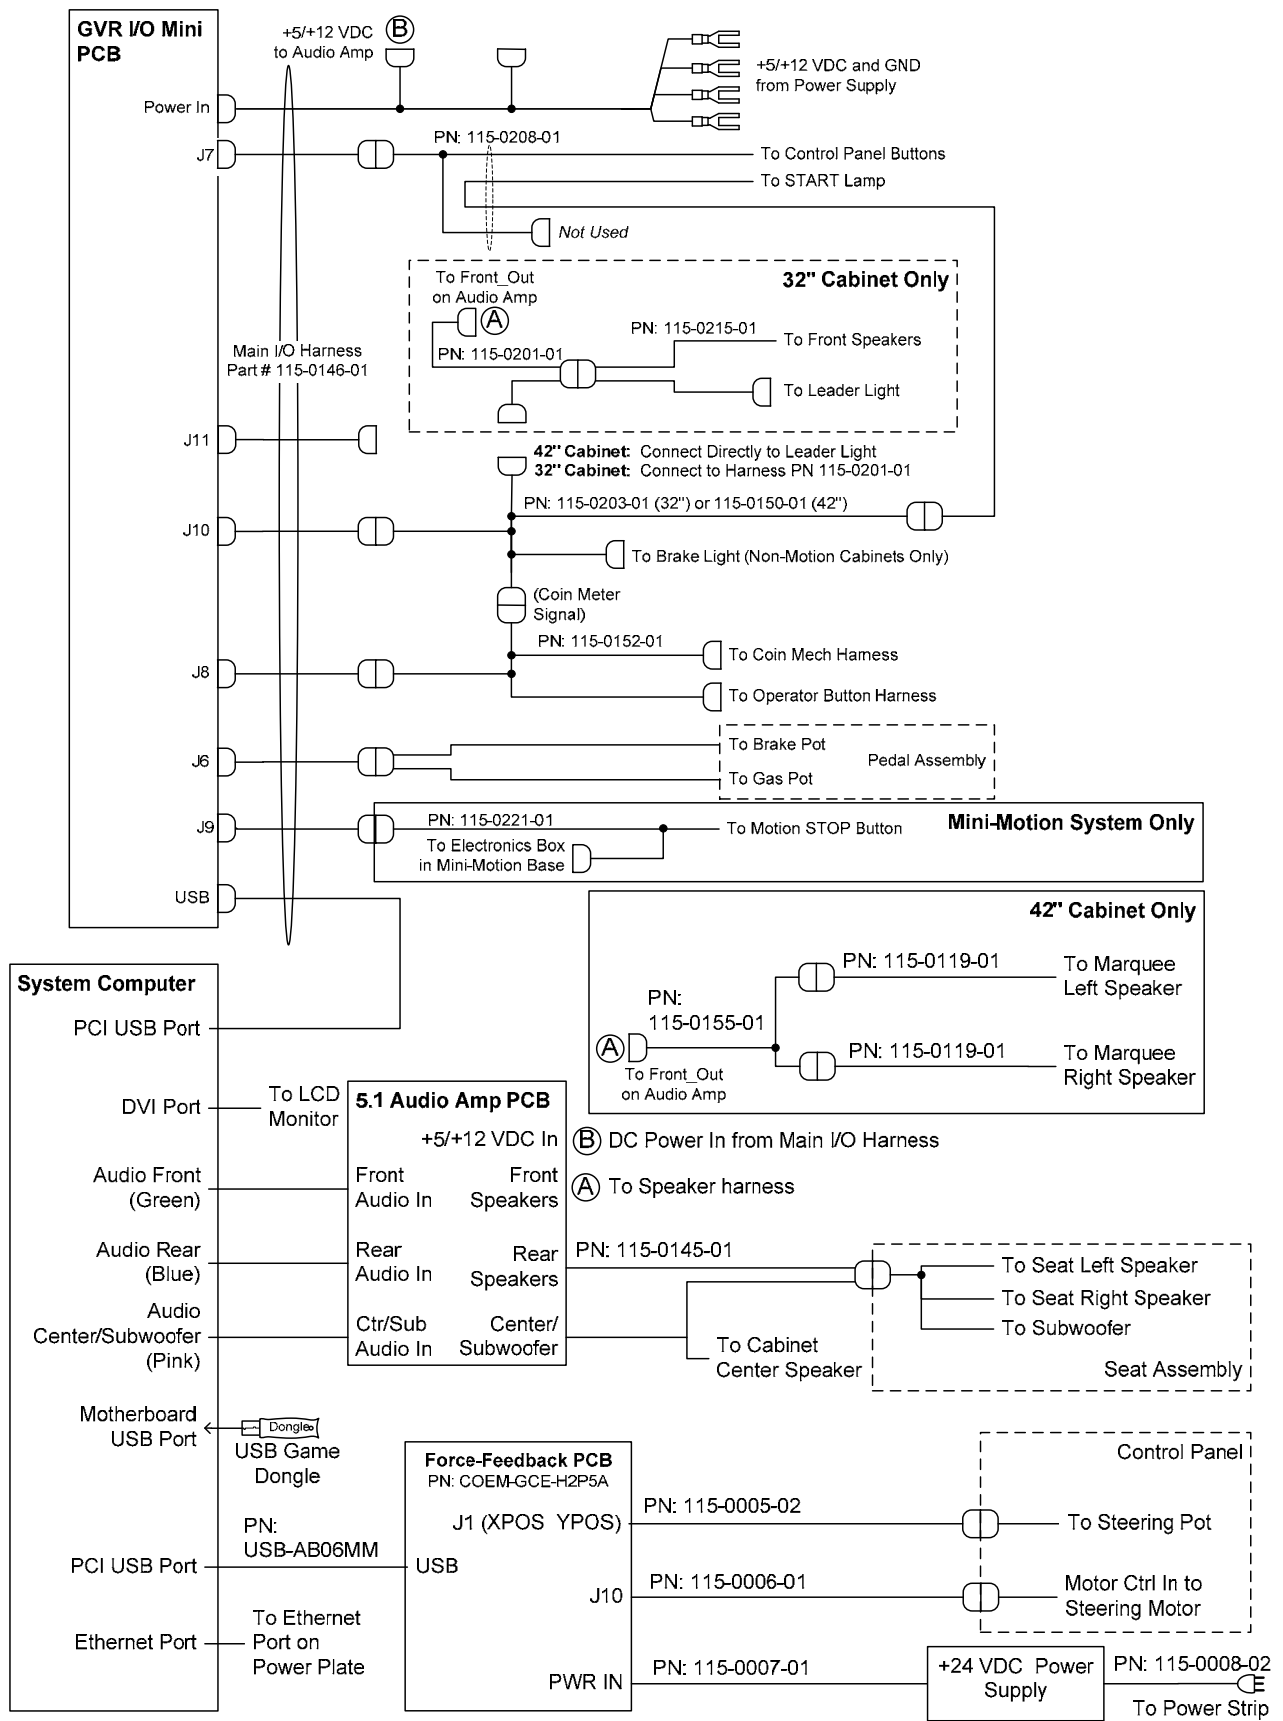 GVR I/O Mini
PCB
+5/+12 VDC
to Audio Amp
B
+5/+12 VDC and GND
from Power Supply
Power In
PN: 115-0208-01
J7
To Control Panel Buttons
To START Lamp
Not Used
32" Cabinet Only
To Front_Out
on Audio Amp
A
PN: 115-0215-01
To Front Speakers
Main I/O Harness
Part # 115-0146-01
PN: 115-0201-01
To Leader Light
J11
42" Cabinet: Connect Directly to Leader Light
32" Cabinet: Connect to Harness PN 115-0201-01
PN: 115-0203-01 (32") or 115-0150-01 (42")
J10
To Brake Light (Non-Motion Cabinets Only)
(Coin Meter
Signal)
PN: 115-0152-01
To Coin Mech Harness
J8
To Operator Button Harness
To Brake Pot
J6
Pedal Assembly
To Gas Pot
J9
PN: 115-0221-01
To Motion STOP Button
Mini-Motion System Only
To Electronics Box
in Mini-Motion Base
USB
42" Cabinet Only
PN: 115-0119-01
To Marquee
Left Speaker
PN:
115-0155-01
A
To Front_Out
on Audio Amp
PN: 115-0119-01
To Marquee
Right Speaker
System Computer
PCI USB Port
DVI Port
To LCD
Monitor
5.1 Audio Amp PCB
+5/+12 VDC In
B
DC Power In from Main I/O Harness
Audio Front
(Green)
Front
Audio In
Front
Speakers
A
To Speaker harness
Audio Rear
(Blue)
Rear
Audio In
Rear
Speakers
PN: 115-0145-01
To Seat Left Speaker
To Seat Right Speaker
To Subwoofer
Seat Assembly
Audio
Center/Subwoofer
(Pink)
Ctr/Sub
Audio In
Center/
Subwoofer
To Cabinet
Center Speaker
Motherboard
USB Port
Dongle
USB Game
Dongle
Force-Feedback PCB
PN: COEM-GCE-H2P5A
Control Panel
J1 (XPOS YPOS)
PN: 115-0005-02
To Steering Pot
PN:
USB-AB06MM
PCI USB Port
USB
J10
PN: 115-0006-01
Motor Ctrl In to
Steering Motor
Ethernet Port
To Ethernet
Port on
Power Plate
PWR IN
PN: 115-0007-01
+24 VDC Power
Supply
PN: 115-0008-02
To Power Strip